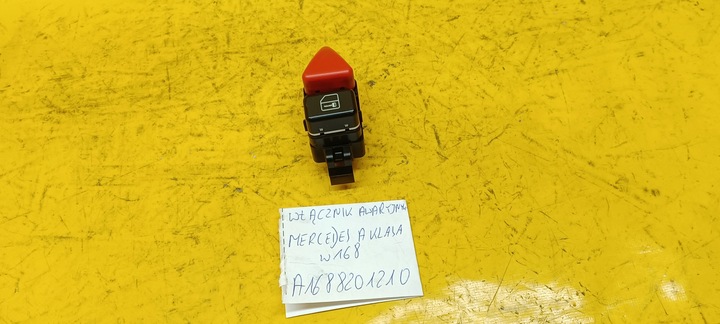 WŁĄCZNIK AWARYJNY
MERCEDES A KLASA
W168
A1688201210